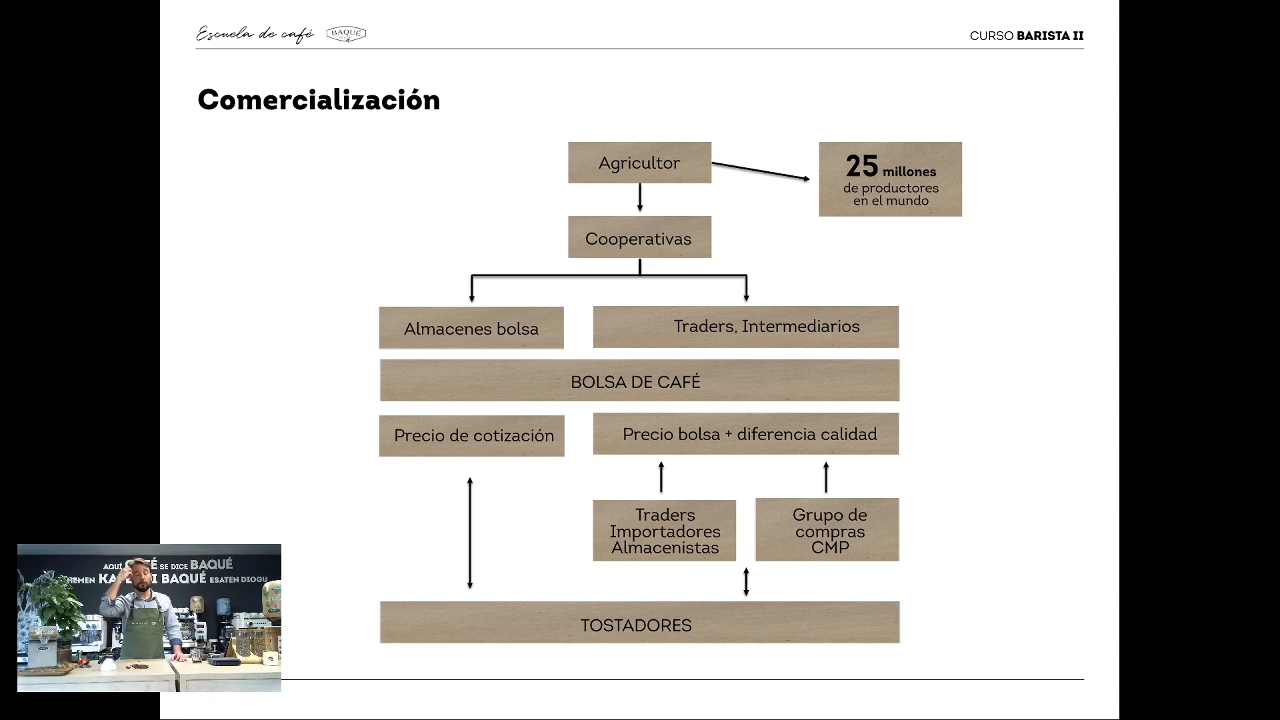 Escuela de café
BAQUÉ
CURSO BARISTA II
Comercialización
Agricultor
25 millones
de productores
en el mundo
Cooperativas
Almacenes bolsa
Traders, Intermediarios
BOLSA DE CAFÉ
Precio de cotización
Precio bolsa + diferencia calidad
Traders
Importadores
Almacenistas
Grupo de
compras
CMP
TOSTADORES
AQUÍ SE DICE BAQUÉ
HEMEN BAQUÉ ESATEN DIOGU